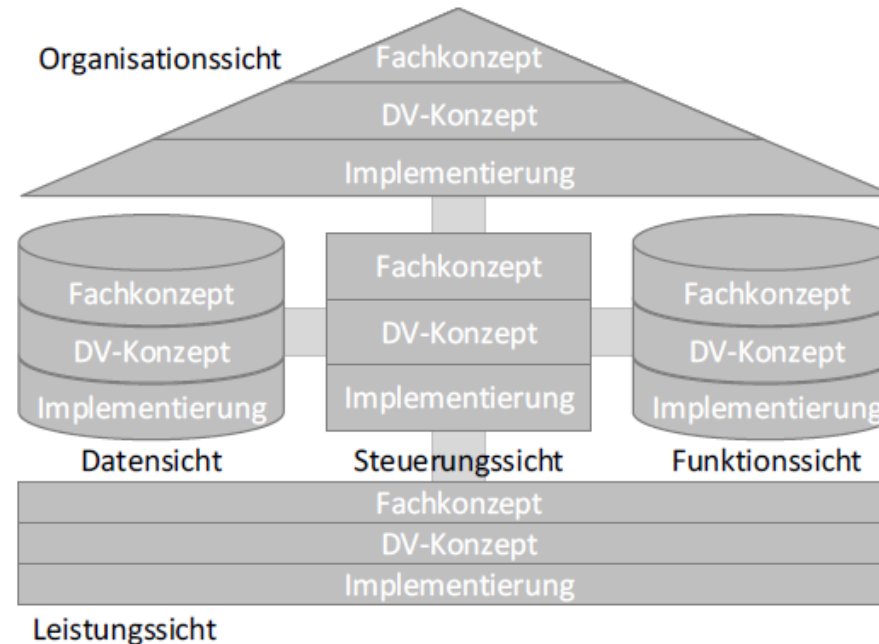 Organisationssicht
Fachkonzept
DV-Konzept
Implementierung
Fachkonzept
DV-Konzept
Implementierung
Datensicht
Fachkonzept
DV-Konzept
Implementierung
Steuerungssicht
Fachkonzept
DV-Konzept
Implementierung
Funktionssicht
Fachkonzept
DV-Konzept
Implementierung
Leistungssicht